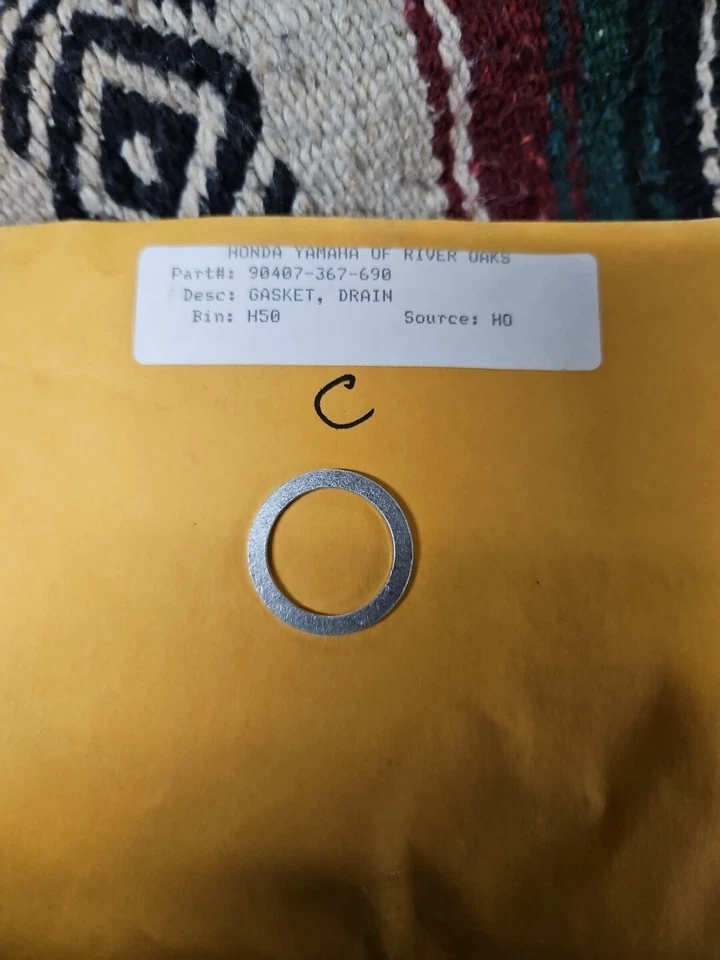 HONDA YAMAHA OF RIVER OAKS
Part#: 90407-367-690
Desc: GASKET, DRAIN
Bin: H50 Source: HO
C